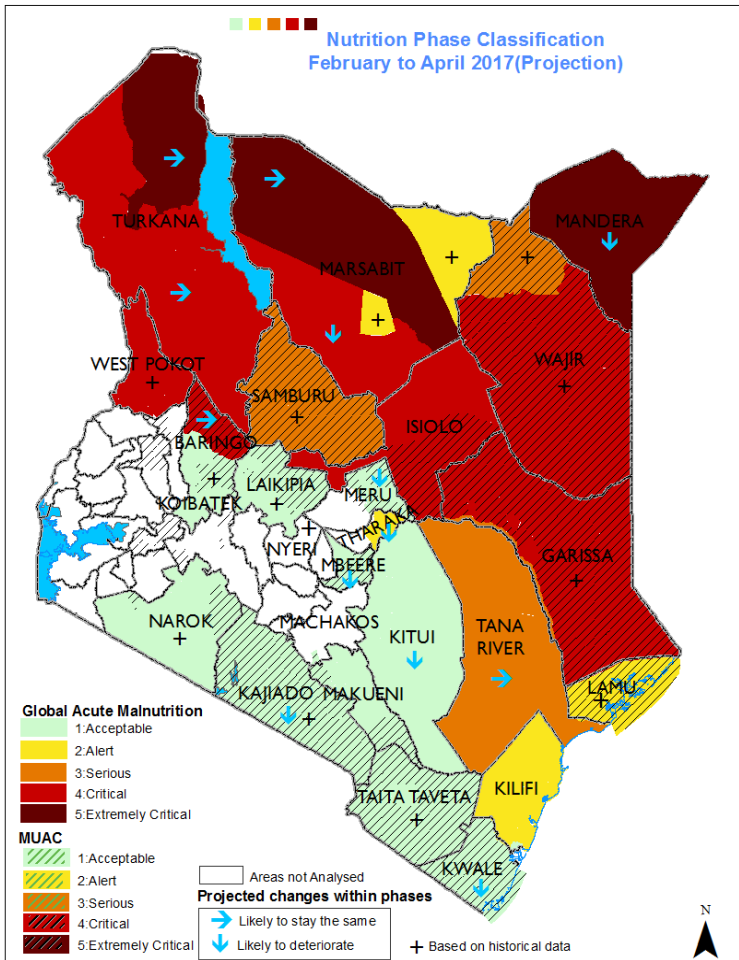 Nutrition Phase Classification
February to April 2017(Projection)
MANDERA
TURKANA
MARSABIT
WAJIR
WEST POKOT
SAMBURU
ISIOLO
BARINGO
LAIKIPIA
MERU
KOIBATEK
THARAKA
NYERI
GARISSA
MBEERE
NAROK
MACHAKOS
KITUI
TANA
RIVER
KAJIADO
MAKUENI
LAMU
TAITA TAVETA
KILIFI
KWALE
Global Acute Malnutrition
1:Acceptable
2:Alert
3:Serious
4:Critical
5:Extremely Critical
MUAC
1:Acceptable
2:Alert
3:Serious
4:Critical
5:Extremely Critical
Areas not Analysed
Projected changes within phases
Likely to stay the same
Likely to deteriorate
+ Based on historical data
N